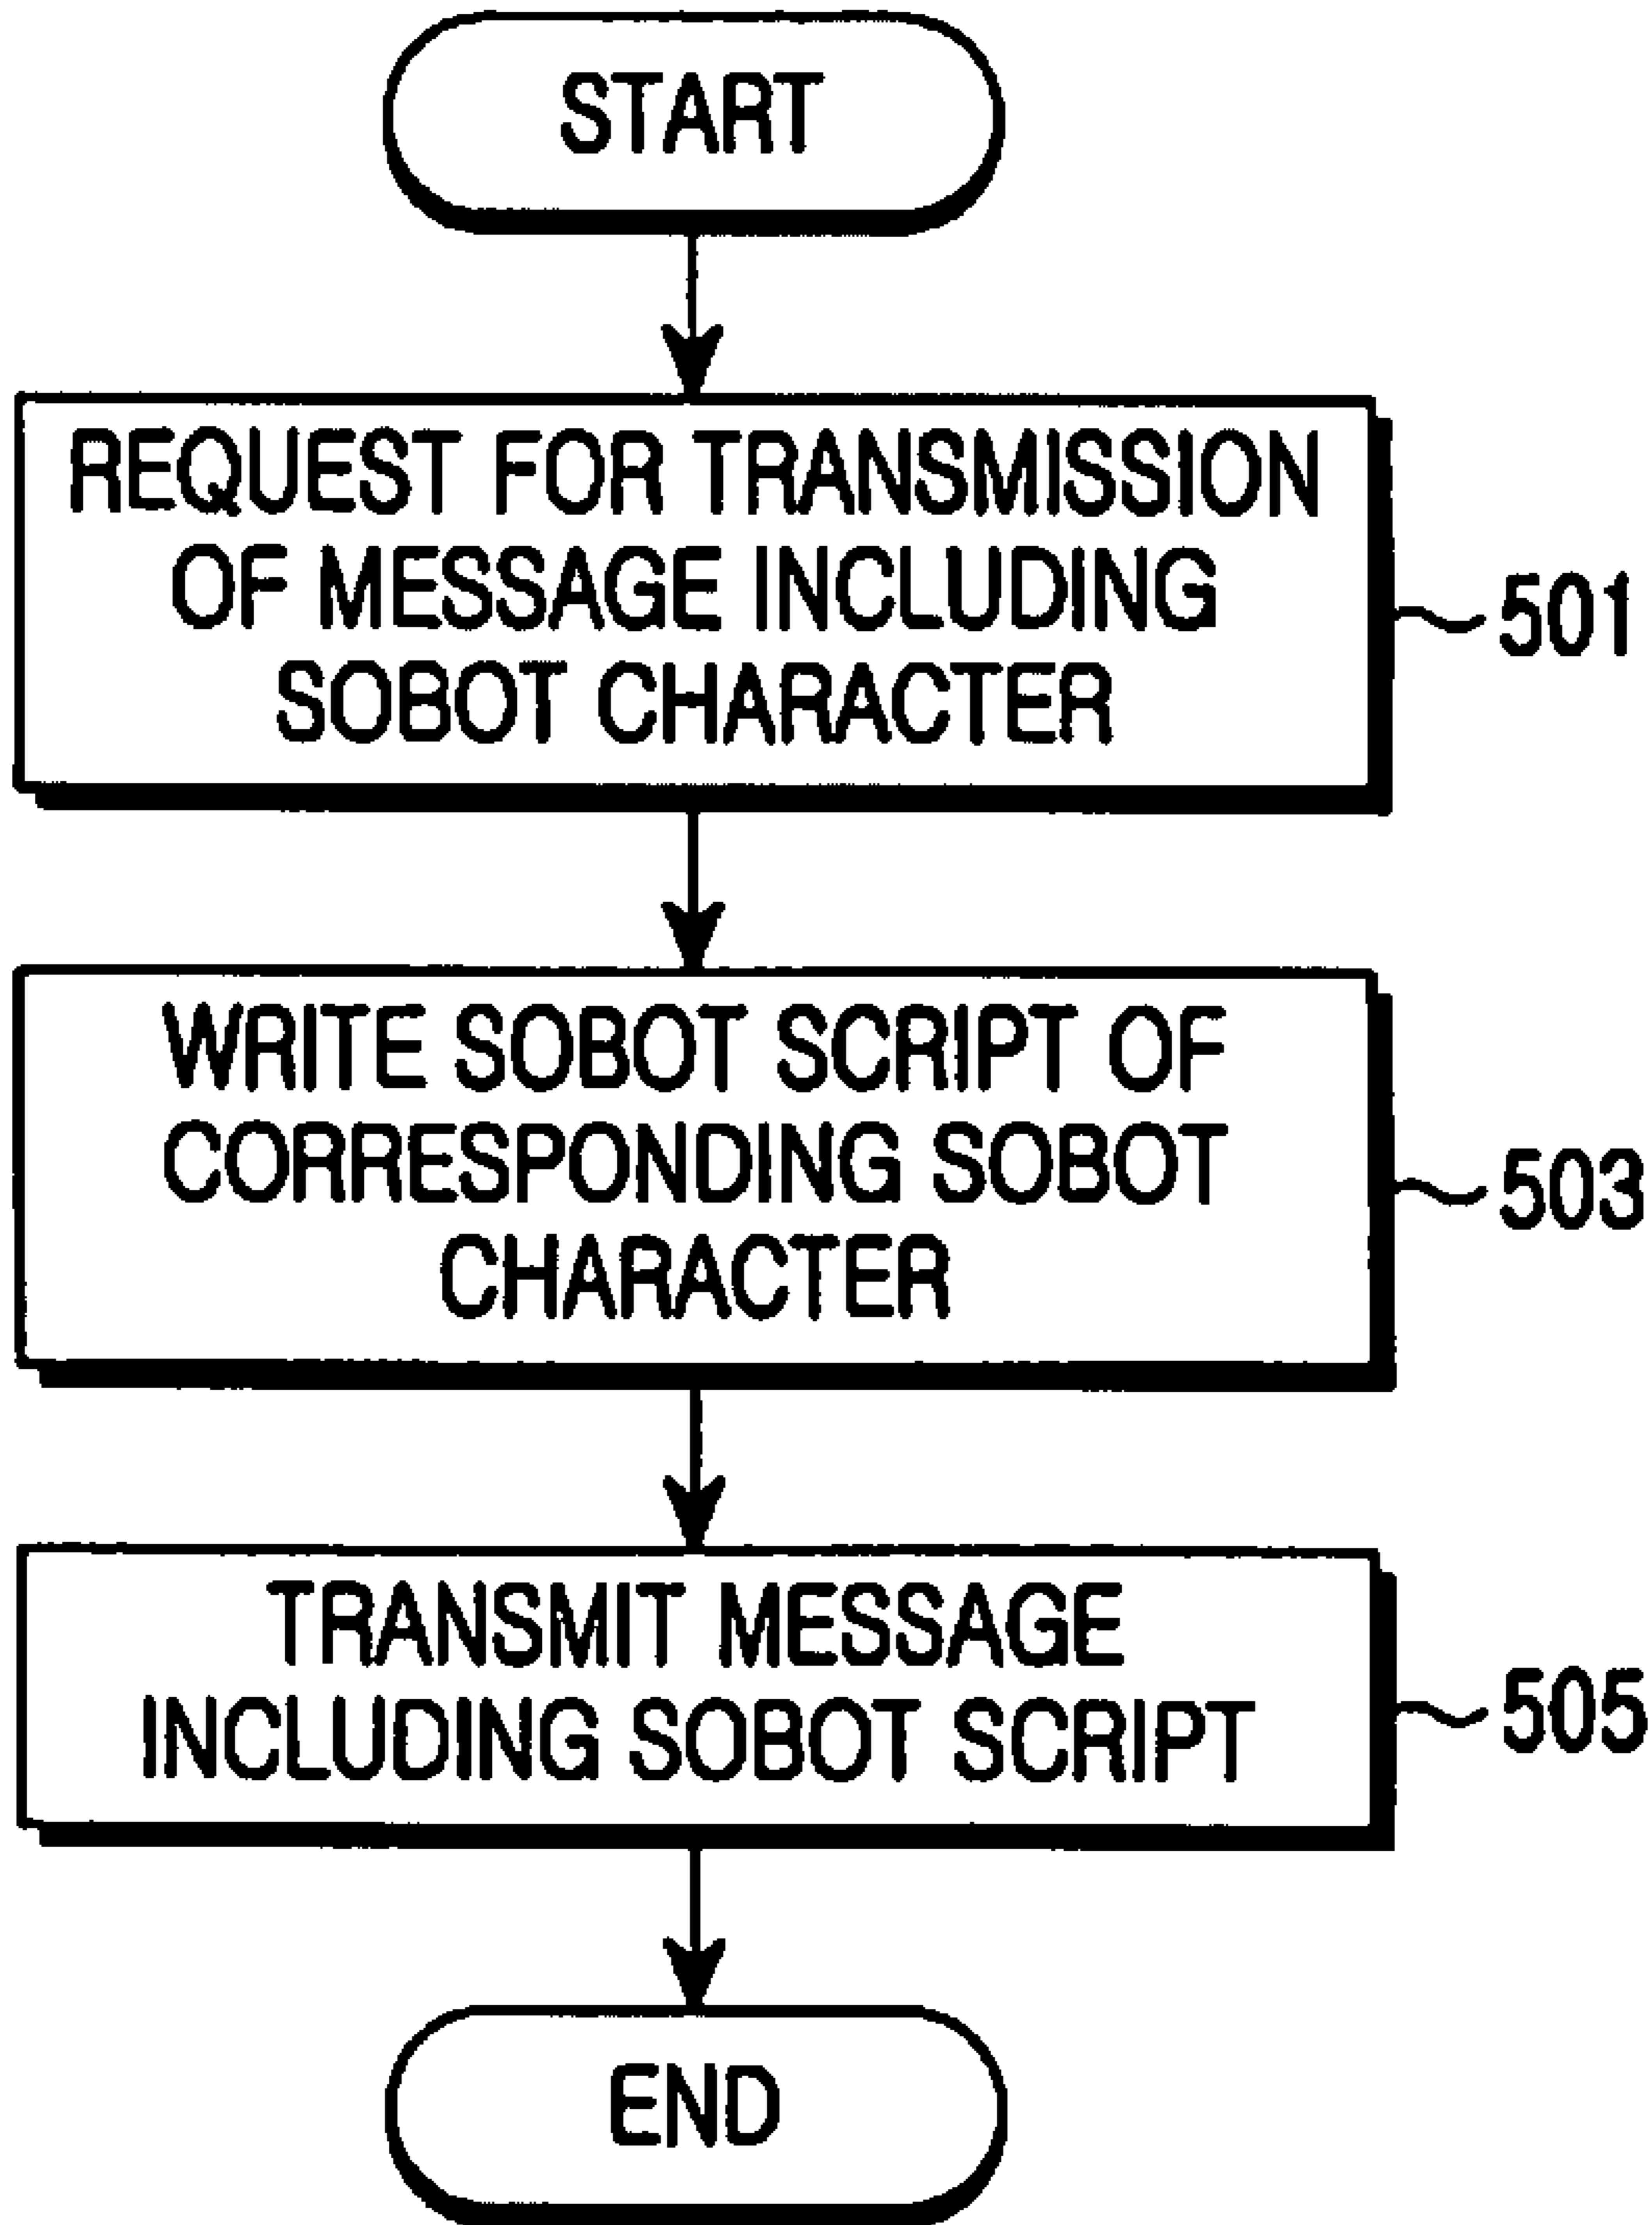 START
REQUEST FOR TRANSMISSION
OF MESSAGE INCLUDING
SOBOT CHARACTER
501
WRITE SOBOT SCRIPT OF
CORRESPONDING SOBOT
CHARACTER
503
TRANSMIT MESSAGE
INCLUDING SOBOT SCRIPT
505
END